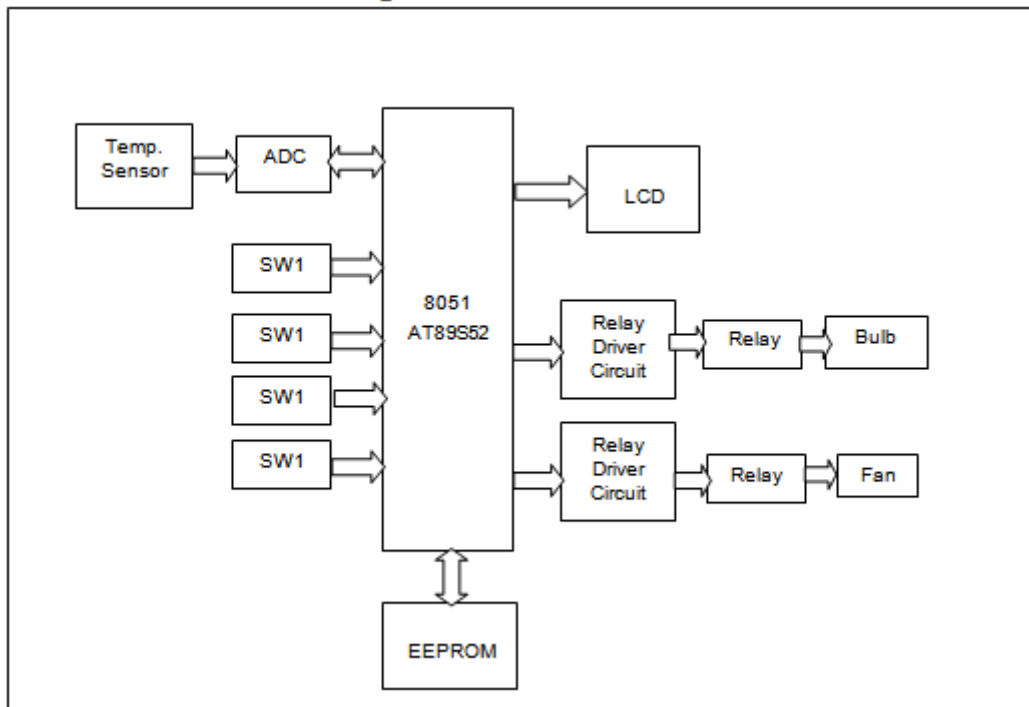 Temp.
Sensor
ADC
LCD
SW1
SW1
SW1
SW1
8051
AT89S52
Relay
Driver
Circuit
Relay
Bulb
Relay
Driver
Circuit
Relay
Fan
EEPROM